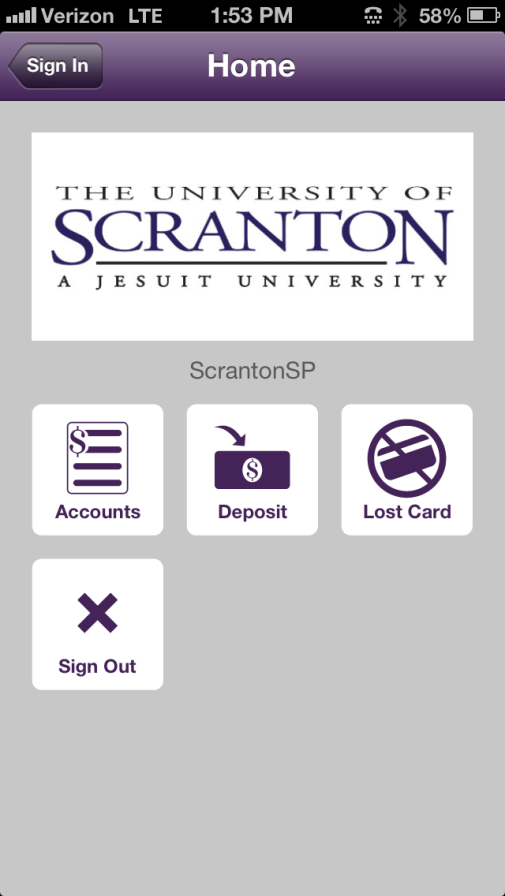 Verizon LTE 1:53 PM 58%
Sign In Home
THE UNIVERSITY OF
SCRANTON
A JESUIT UNIVERSITY
ScrantonSP
$ $
Accounts Deposit Lost Card
Sign Out